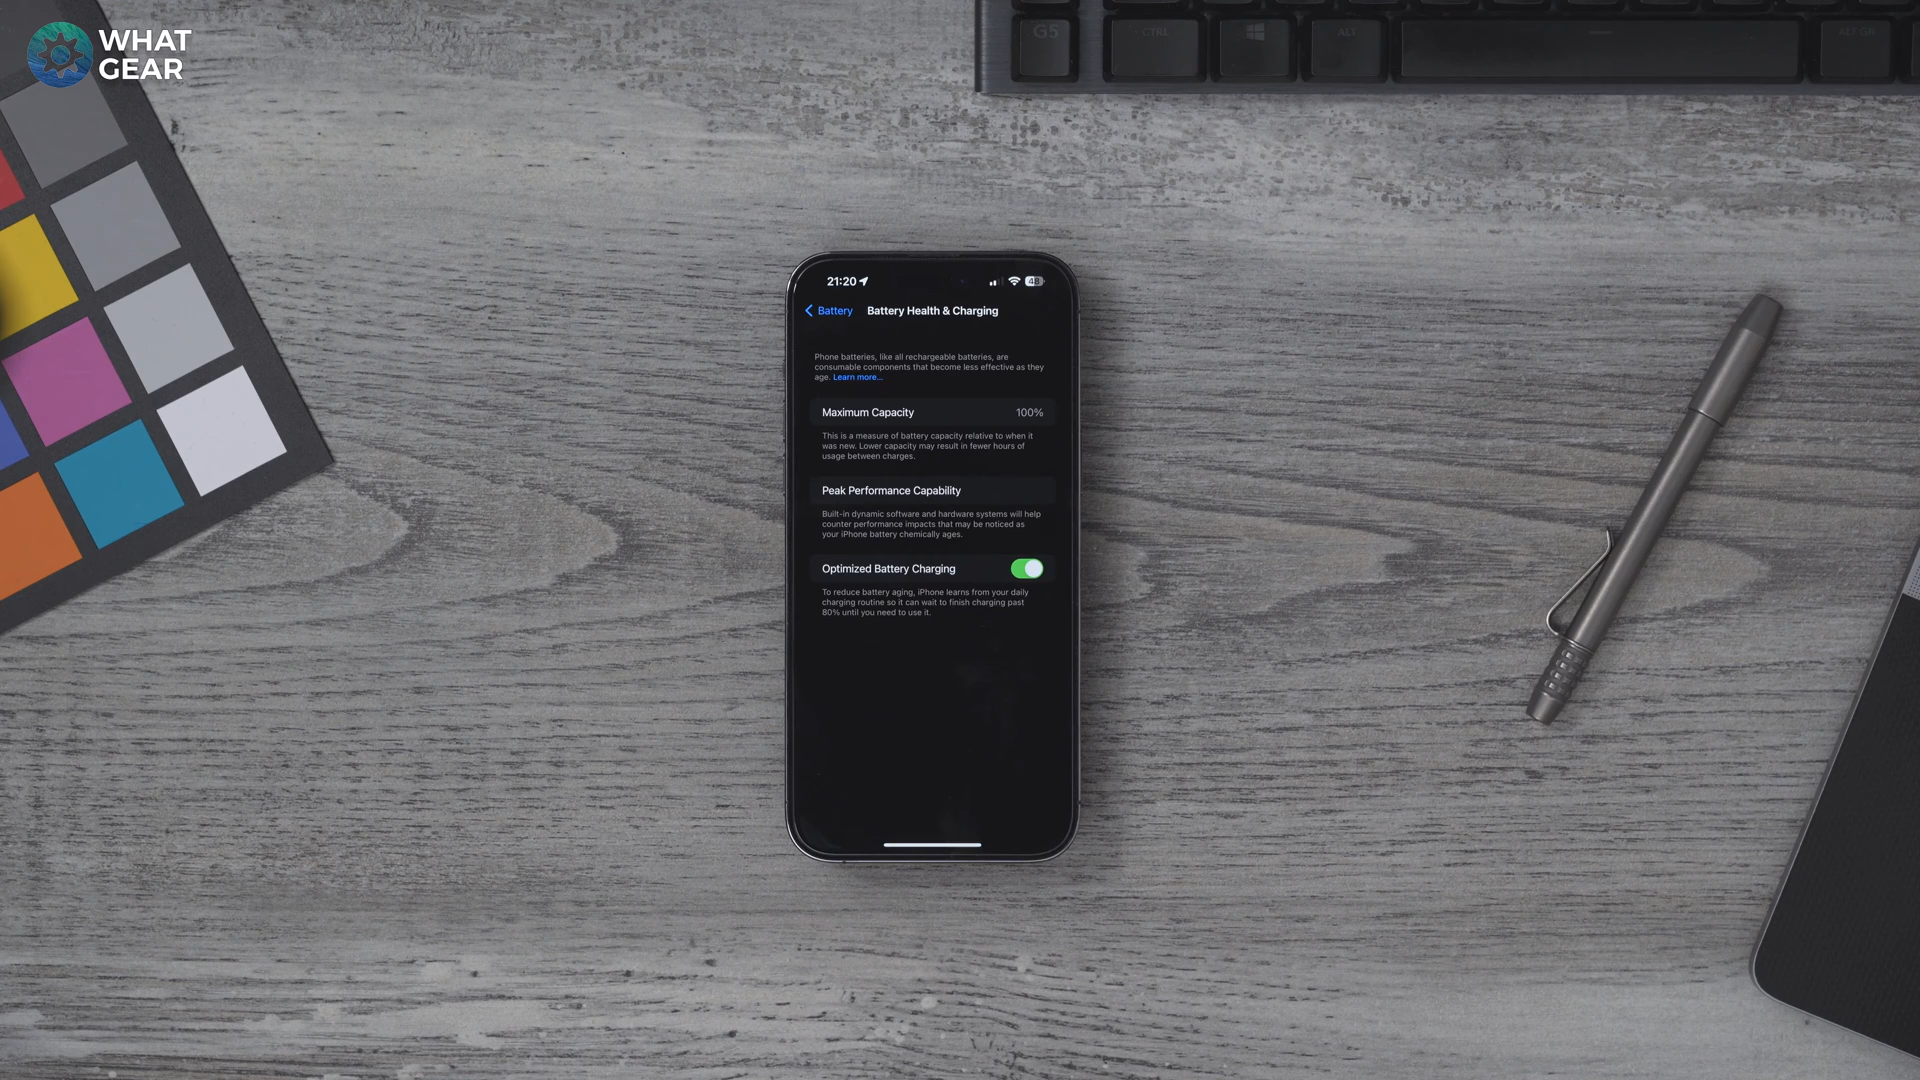 WHAT
GEAR
G5
CTRL
ALT
ALT GR
21:20
48
Battery
Battery Health & Charging
Phone batteries, like all rechargeable batteries, are
consumable components that become less effective as they
age. Learn more...
Maximum Capacity 100%
This is a measure of battery capacity relative to when it
was new. Lower capacity may result in fewer hours of
usage between charges.
Peak Performance Capability
Built-in dynamic software and hardware systems will help
counter performance impacts that may be noticed as
your iPhone battery chemically ages.
Optimized Battery Charging
To reduce battery aging, iPhone learns from your daily
charging routine so it can wait to finish charging past
80% until you need to use it.